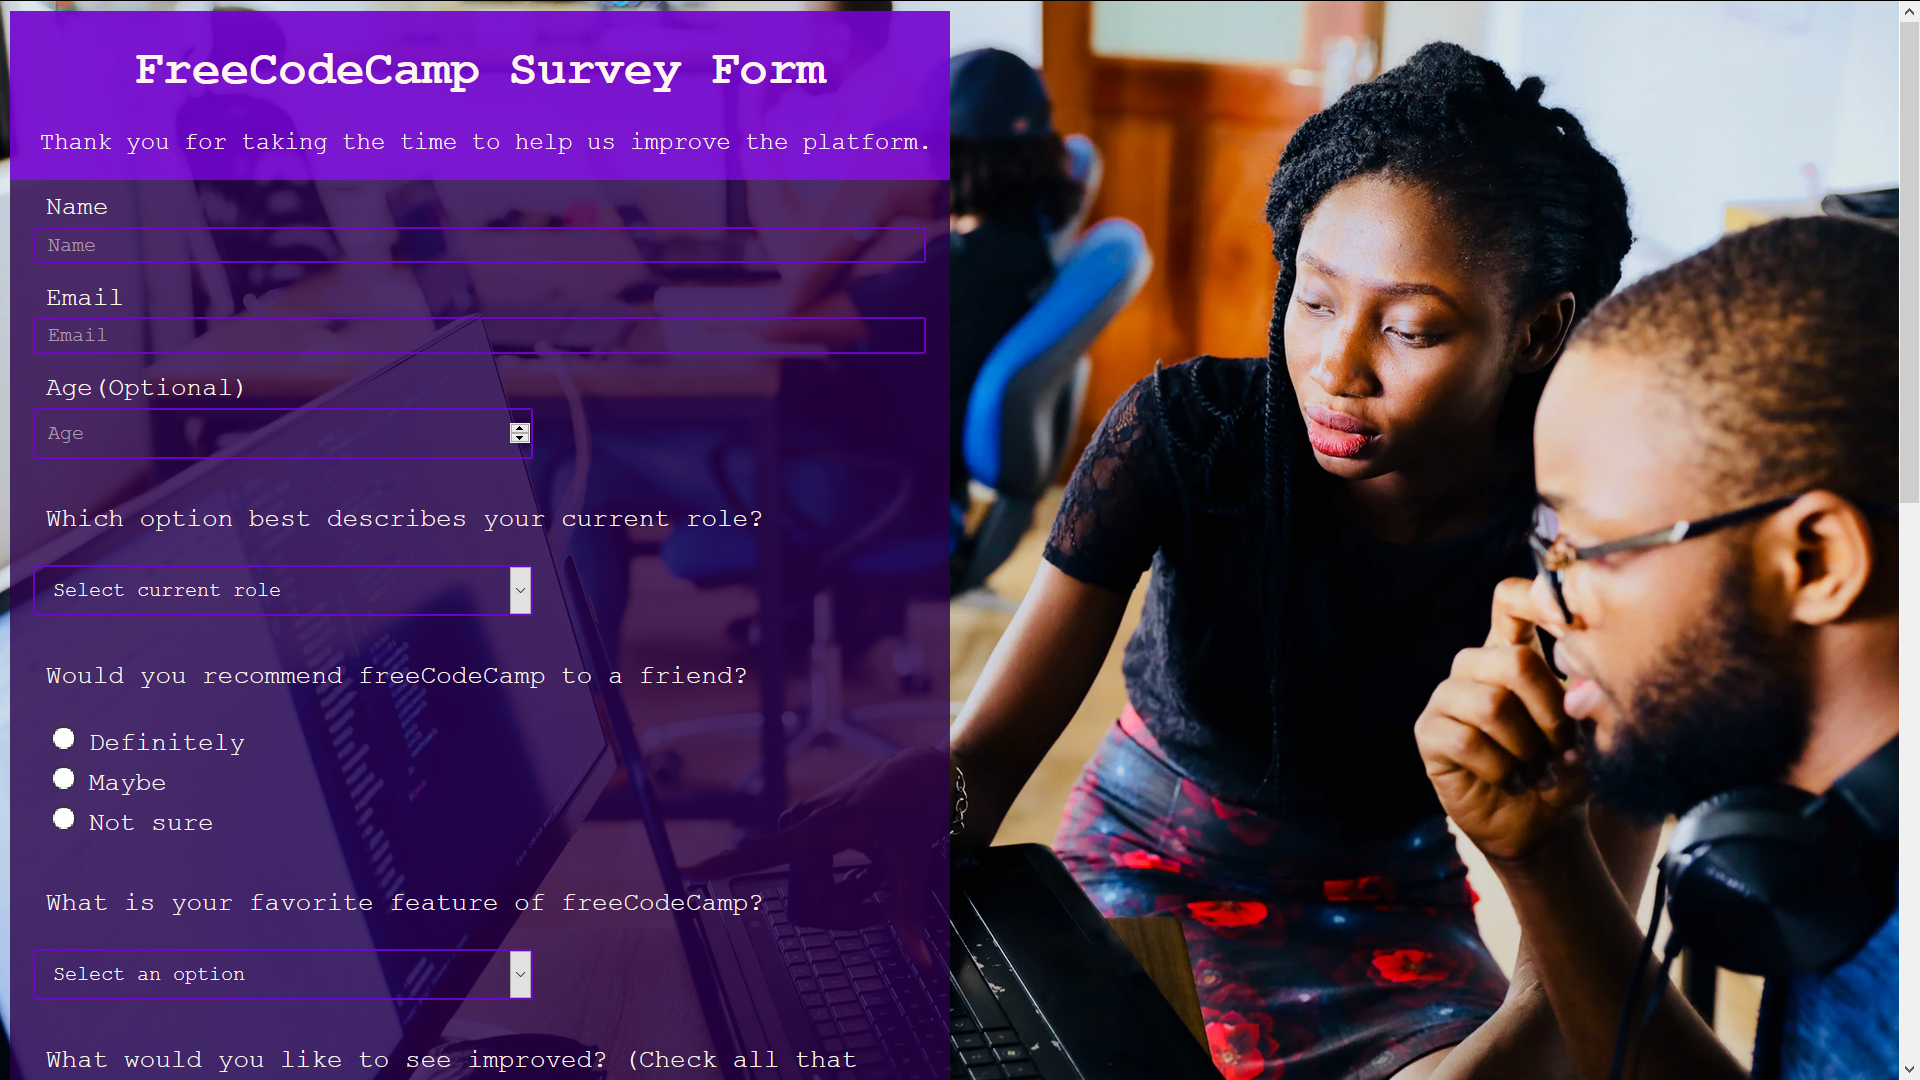 FreeCodeCamp Survey Form
Thank you for taking the time to help us improve the platform.
Name
Name
Email
Email
Age(Optional)
Age
Which option best describes your current role?
Select current role
Would you recommend freeCodeCamp to a friend?
Definitely
Maybe
Not sure
What is your favorite feature of freeCodeCamp?
Select an option
What would you like to see improved? (Check all that